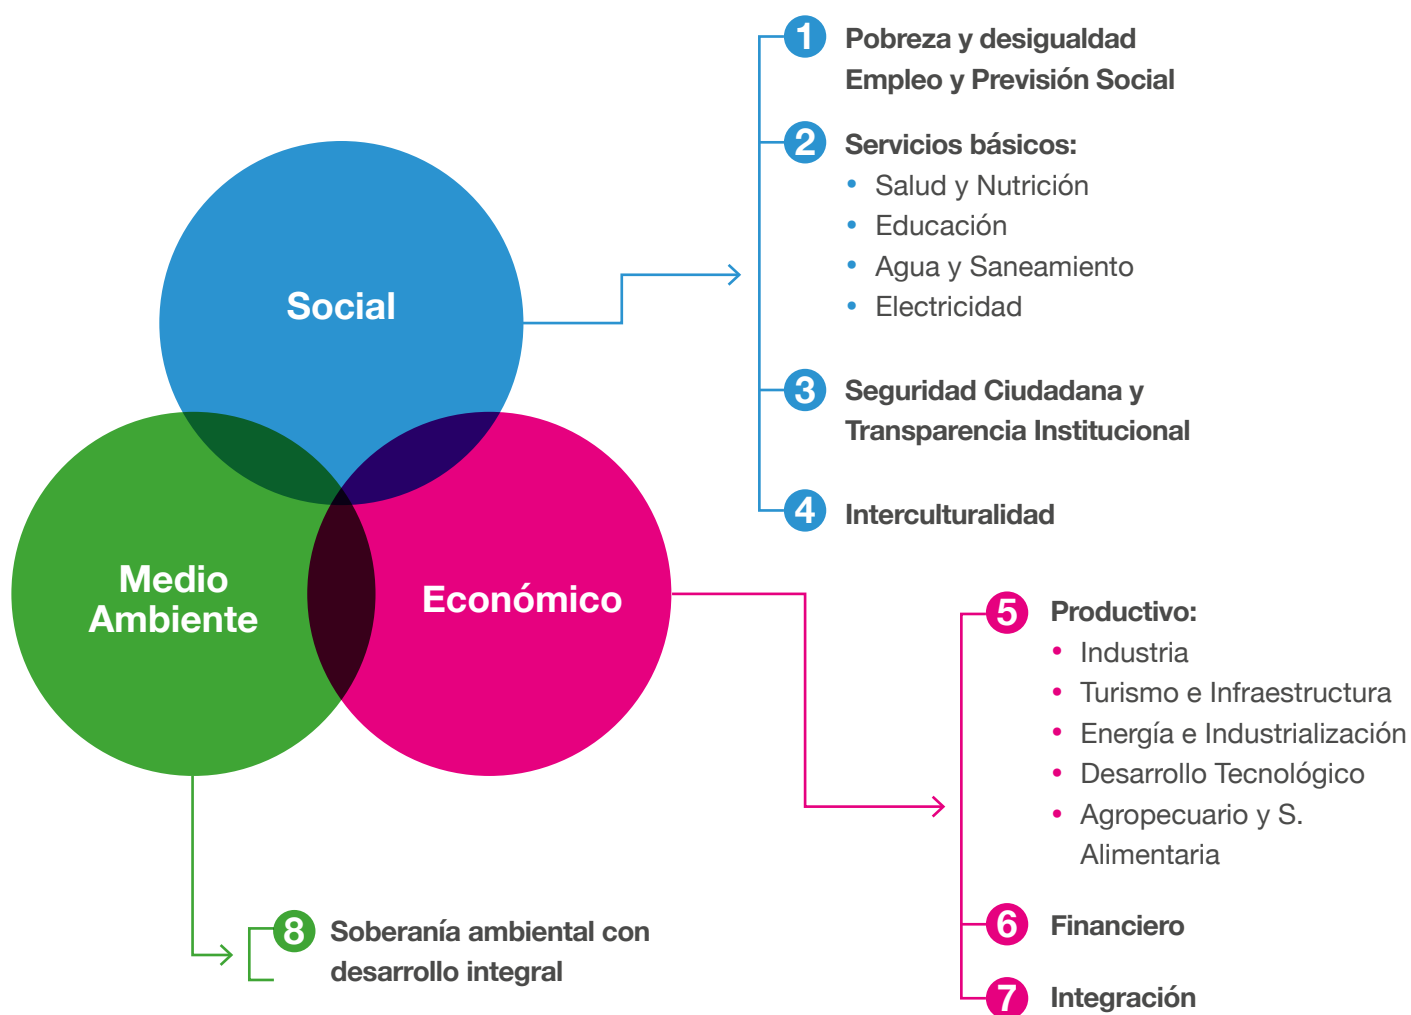 Social
Medio
Ambiente
Económico
1 Pobreza y desigualdad
Empleo y Previsión Social
2 Servicios básicos:
• Salud y Nutrición
• Educación
• Agua y Saneamiento
• Electricidad
3 Seguridad Ciudadana y
Transparencia Institucional
4 Interculturalidad
5 Productivo:
• Industria
• Turismo e Infraestructura
• Energía e Industrialización
• Desarrollo Tecnológico
• Agropecuario y S.
Alimentaria
6 Financiero
7 Integración
8 Soberanía ambiental con
desarrollo integral